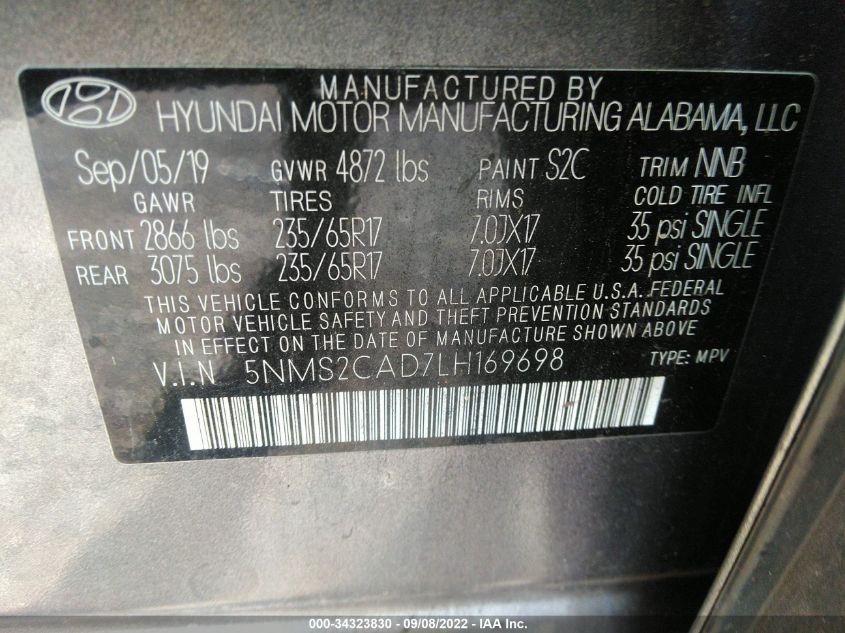 MANUFACTURED BY
HYUNDAI MOTOR MANUFACTURING ALABAMA, LLC
Sep/05/19 GVWR 4872 lbs PAINT S2C TRIM NNB
GAWR TIRES RIMS COLD TIRE INFL
FRONT 2866 lbs 235/65R17 7.0JX17 35 psi SINGLE
REAR 3075 lbs 235/65R17 7.0JX17 35 psi SINGLE
THIS VEHICLE CONFORMS TO ALL APPLICABLE U.S.A. FEDERAL
MOTOR VEHICLE SAFETY AND THEFT PREVENTION STANDARDS
IN EFFECT ON THE DATE OF MANUFACTURE SHOWN ABOVE.
V.I.N 5NMS2CAD7LH169698 TYPE: MPV
000-34323830 - 09/08/2022 - IAA Inc.